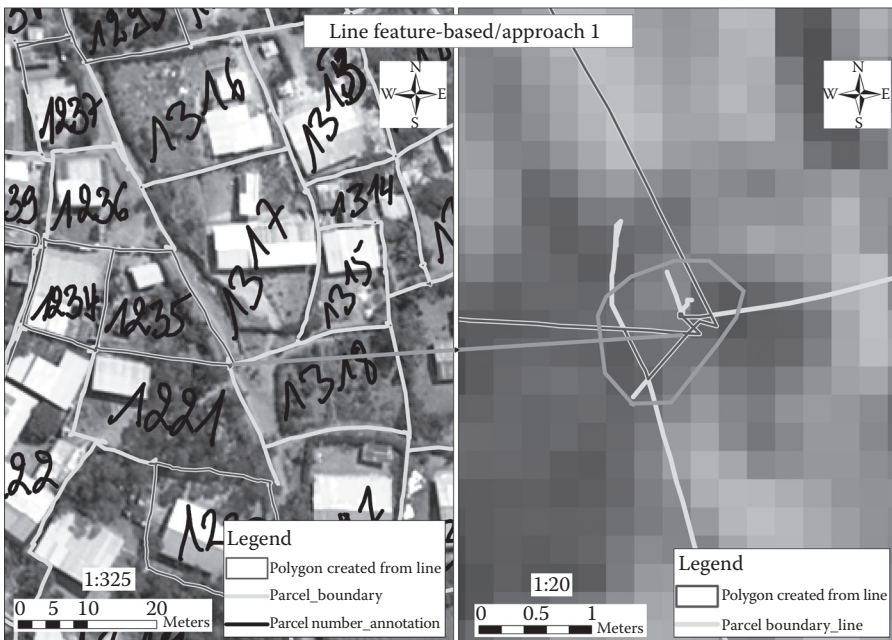 Line feature-based/approach 1
N
W E
S
N
W E
S
1316
1237
39
1236
1314
1317
1315
1234
1235
1318
1221
22
Legend
Polygon created from line
Parcel_boundary
Parcel number_annotation
1:325
0 5 10 20
Meters
Legend
Polygon created from line
Parcel boundary_line
1:20
0 0.5 1
Meters